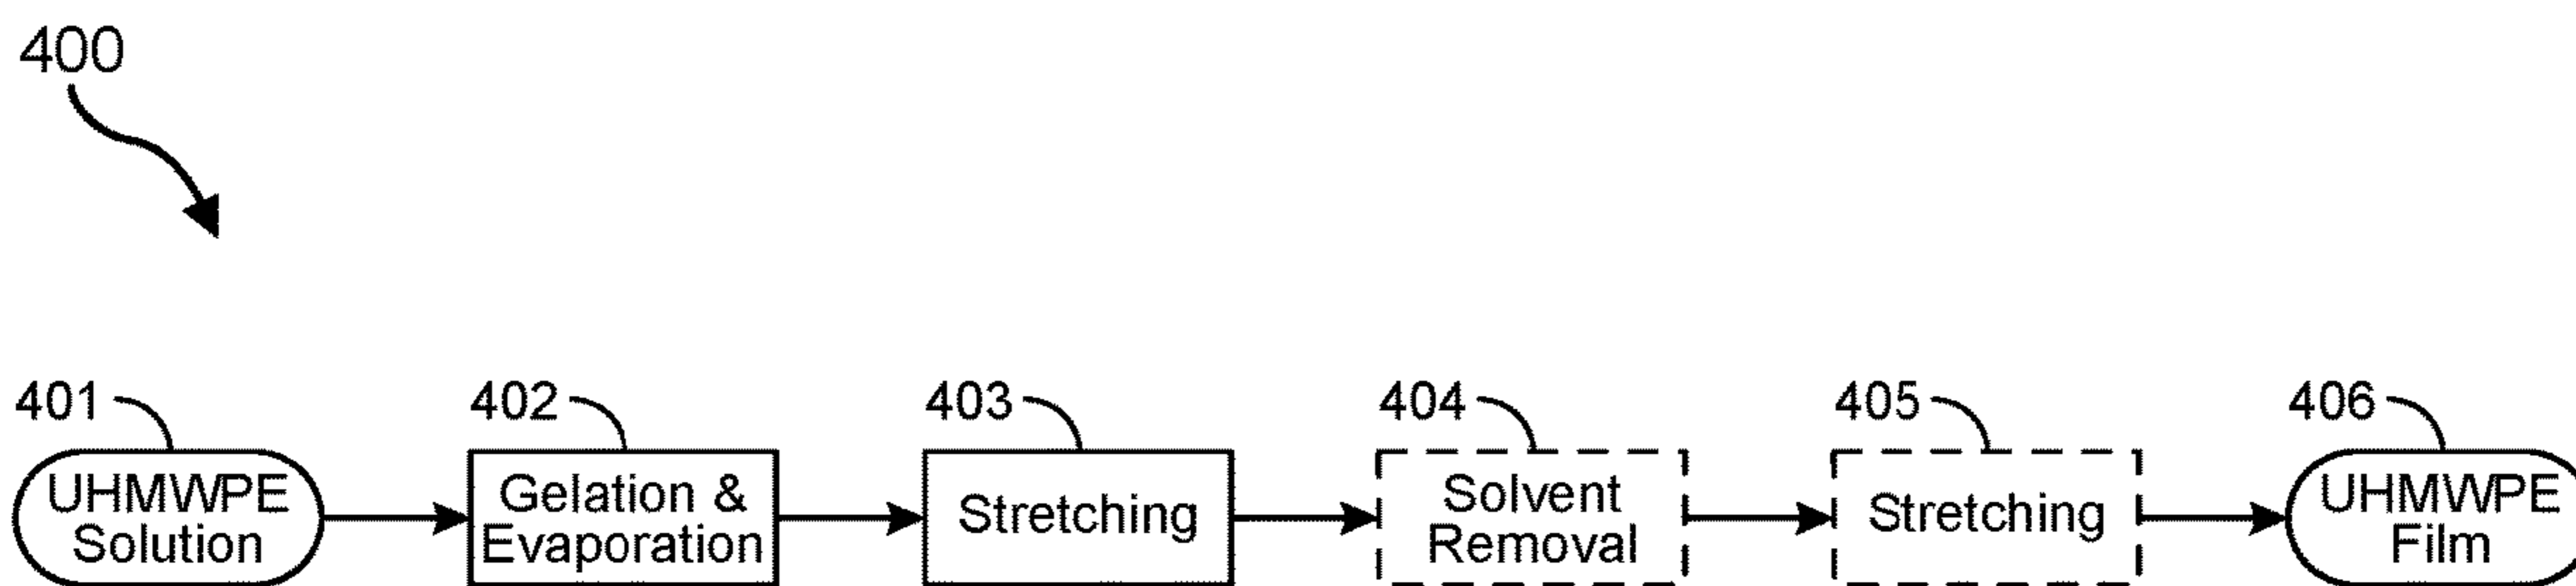 400
401
402
403
404
405
406
UHMWPE
Solution
Gelation &
Evaporation
Stretching
Solvent
Removal
Stretching
UHMWPE
Film